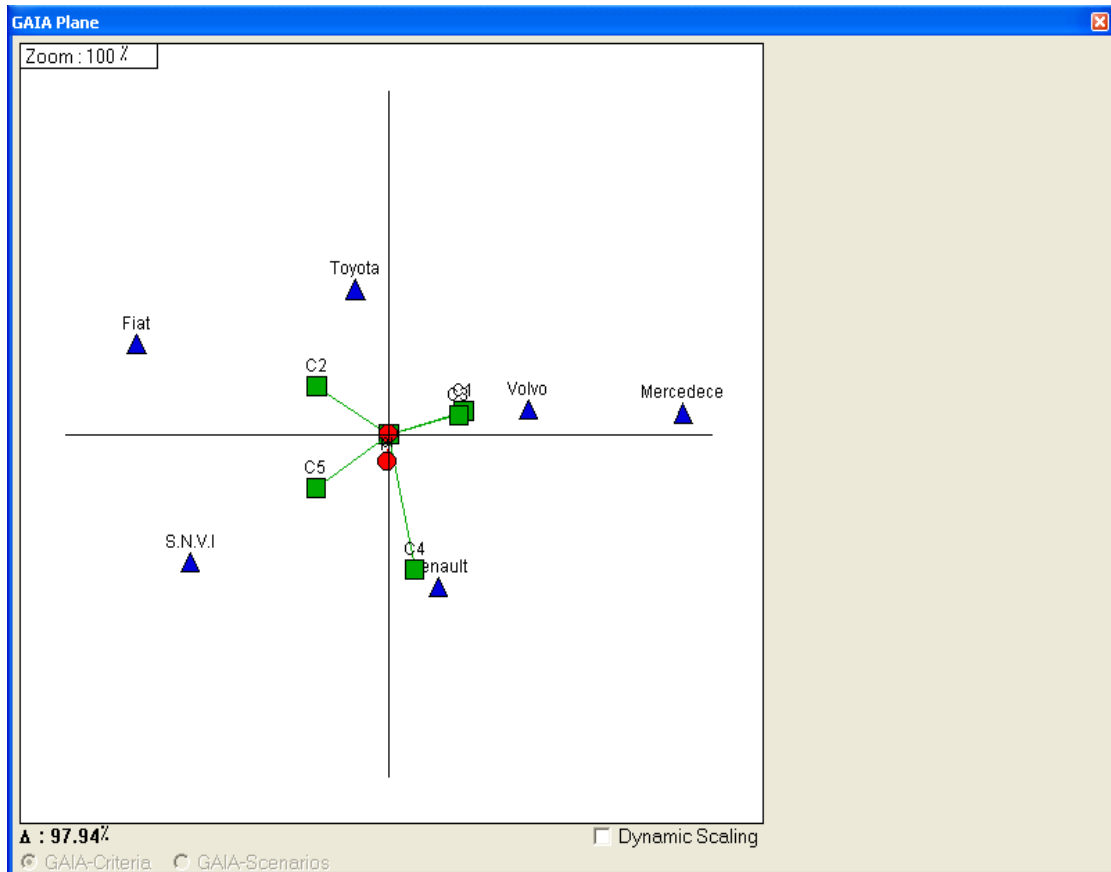 GAIA Plane
Zoom : 100 %
Toyota
Fiat
C2
Volvo
Mercedece
C5
S.N.V.I
C4
enault
Δ : 97.94%
Dynamic Scaling
GAIA-Criteria
GAIA-Scenarios